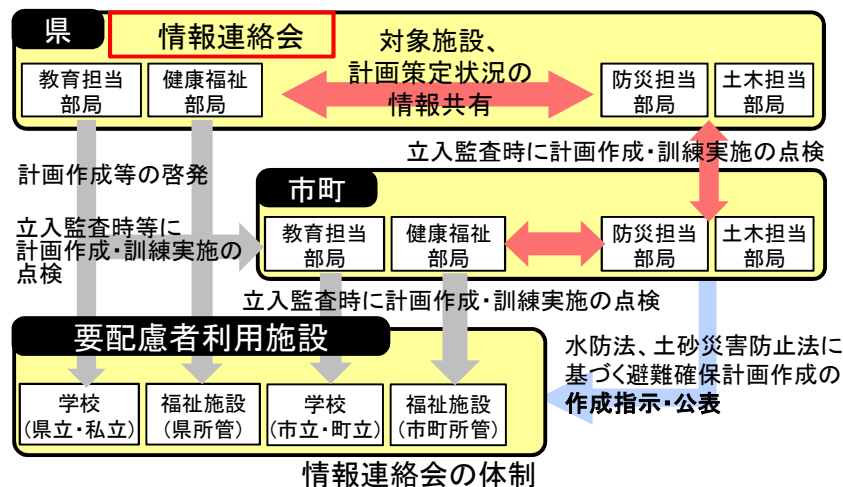 県
情報連絡会
対象施設、
計画策定状況の
情報共有
教育担当
部局
健康福祉
部局
防災担当
部局
土木担当
部局
立入監査時に計画作成・訓練実施の点検
計画作成等の啓発
市町
立入監査時等に
計画作成・訓練実施の
点検
教育担当
部局
健康福祉
部局
防災担当
部局
土木担当
部局
立入監査時に計画作成・訓練実施の点検
要配慮者利用施設
水防法、土砂災害防止法に
基づく避難確保計画作成の
作成指示・公表
学校
(県立・私立)
福祉施設
(県所管)
学校
(市立・町立)
福祉施設
(市町所管)
情報連絡会の体制